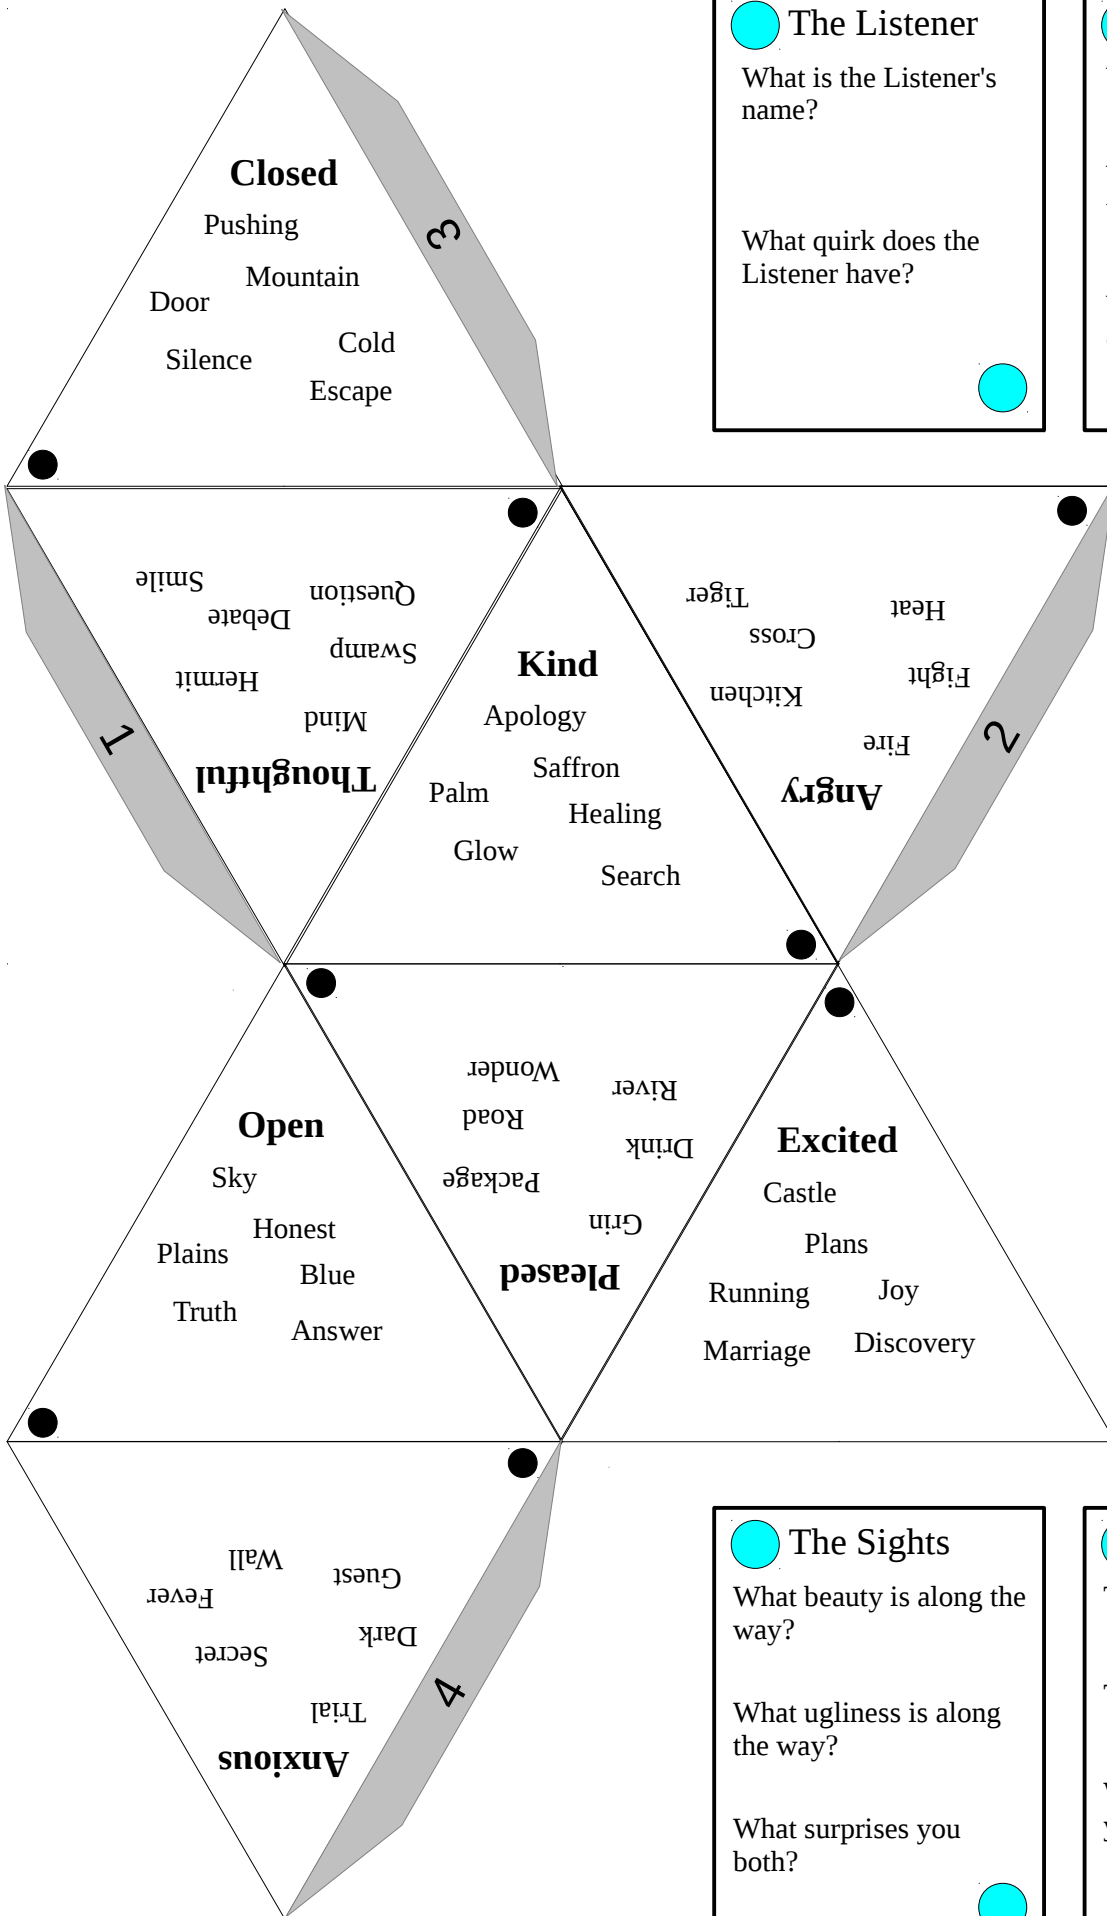 The Listener
What is the Listener's
name?
What quirk does the
Listener have?
Closed
Pushing
Mountain
Door
Cold
Silence
Escape
3
Thoughtful
Mind
Hermit
Swamp
Debate
Question
Smile
1
Kind
Apology
Saffron
Palm
Healing
Glow
Search
Angry
Fire
Kitchen
Fight
Cross
Heat
Tiger
2
Open
Sky
Honest
Plains
Blue
Truth
Answer
Pleased
Grin
Package
Drink
Road
River
Wonder
Excited
Castle
Plans
Running
Joy
Marriage
Discovery
Anxious
Trial
Secret
Dark
Fever
Guest
Wall
4
The Sights
What beauty is along the
way?
What ugliness is along
the way?
What surprises you
both?